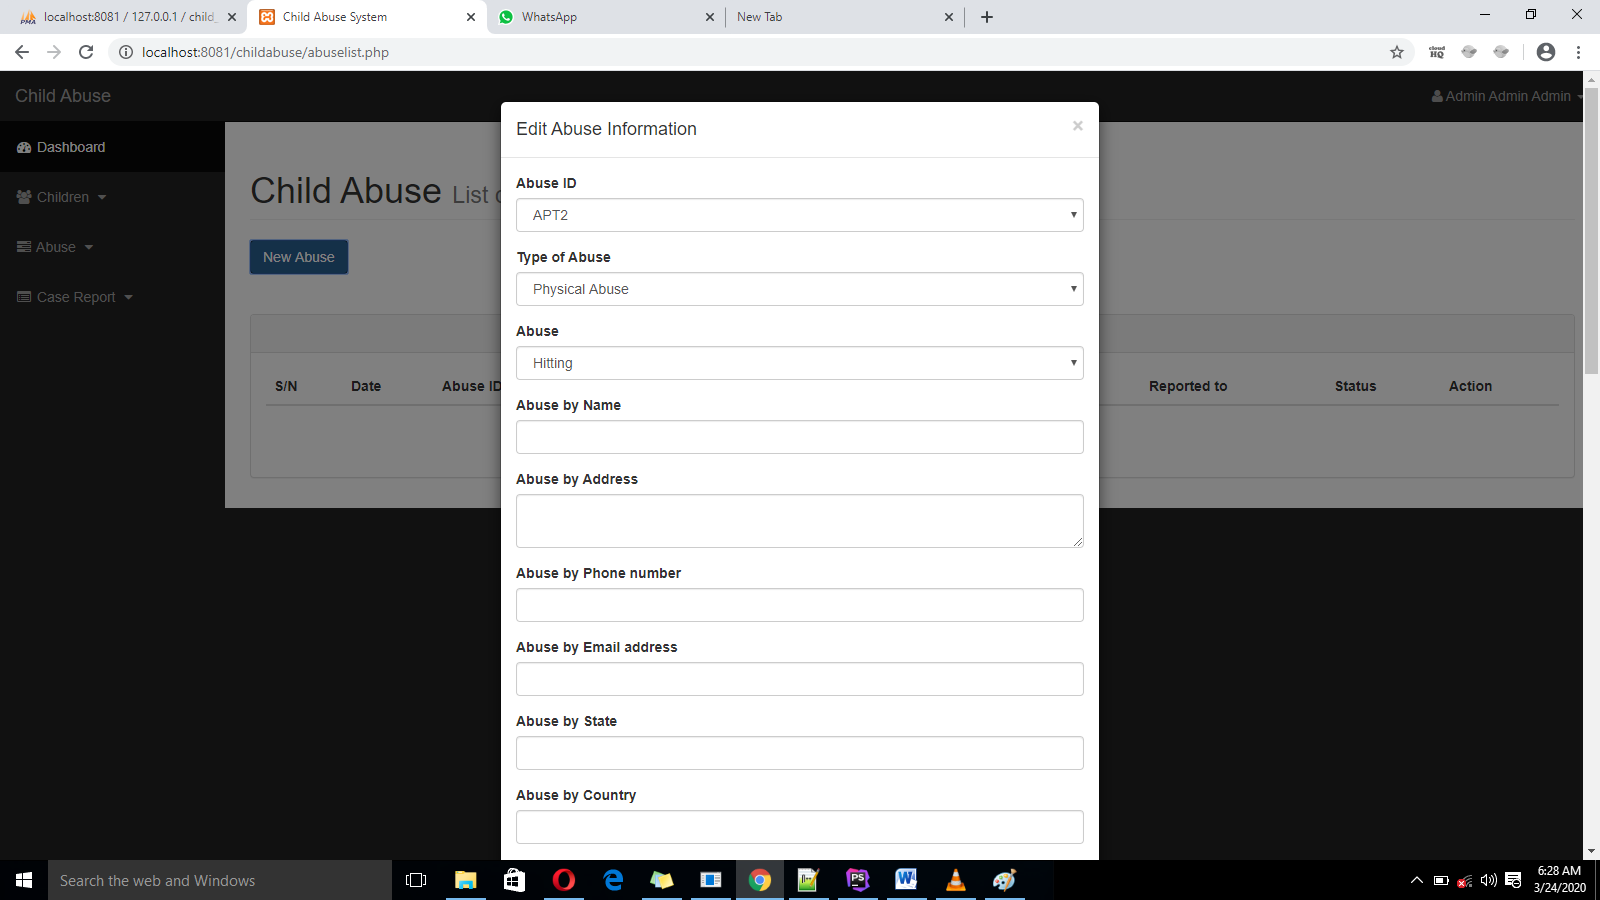 localhost:8081 / 127.0.0.1 / child_
Child Abuse System
WhatsApp
New Tab
localhost:8081/childabuse/abuselist.php
cloud HQ
Child Abuse
Admin Admin Admin
Edit Abuse Information
×
Dashboard
Children
Abuse
Case Report
Child Abuse List
New Abuse
S/N
Date
Abuse ID
Reported to
Status
Action
Abuse ID
APT2
Type of Abuse
Physical Abuse
Abuse
Hitting
Abuse by Name
Abuse by Address
Abuse by Phone number
Abuse by Email address
Abuse by State
Abuse by Country
Search the web and Windows
6:28 AM
3/24/2020